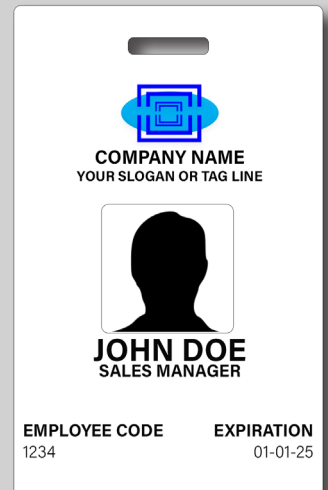 COMPANY NAME
YOUR SLOGAN OR TAG LINE
JOHN DOE
SALES MANAGER
EMPLOYEE CODE EXPIRATION
1234 01-01-25